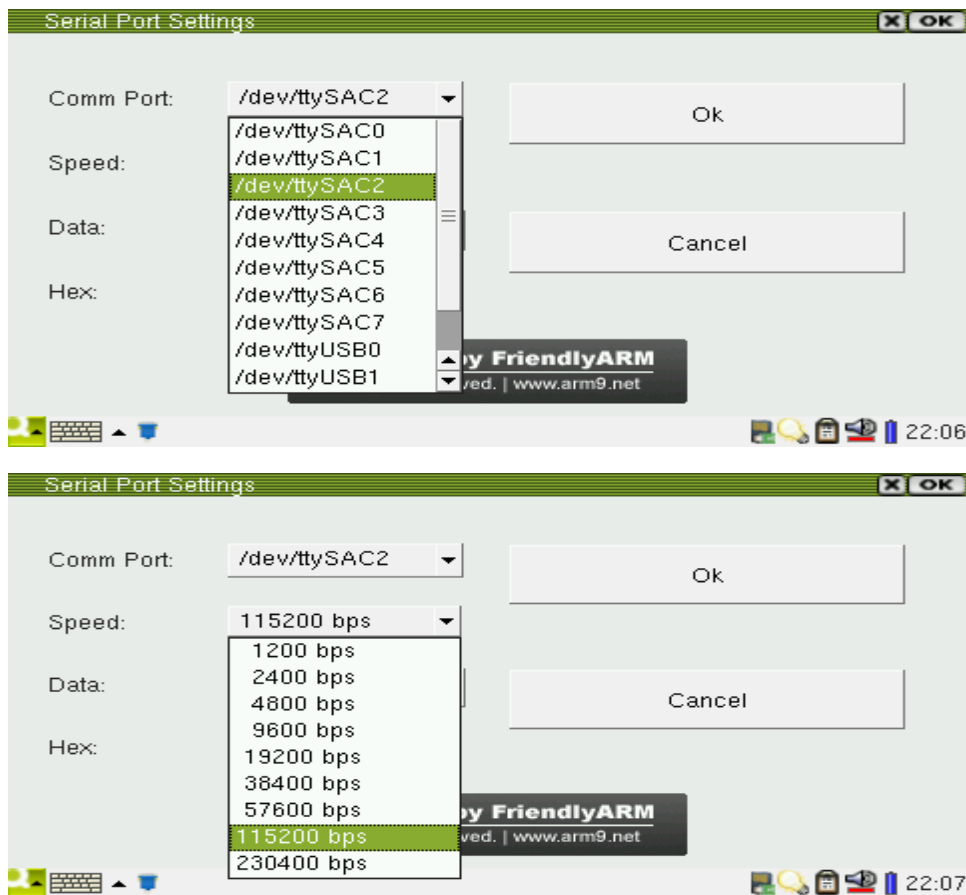 Serial Port Settings
X OK
Comm Port:
/dev/ttySAC2
Ok
/dev/ttySAC0
/dev/ttySAC1
Speed:
/dev/ttySAC2
/dev/ttySAC3
Data:
/dev/ttySAC4
Cancel
/dev/ttySAC5
Hex:
/dev/ttySAC6
/dev/ttySAC7
/dev/ttyUSB0
by FriendlyARM
/dev/ttyUSB1
| www.arm9.net
22:06
Serial Port Settings
X OK
Comm Port:
/dev/ttySAC2
Ok
Speed:
115200 bps
1200 bps
2400 bps
Data:
4800 bps
Cancel
9600 bps
Hex:
19200 bps
38400 bps
57600 bps
by FriendlyARM
115200 bps
| www.arm9.net
230400 bps
22:07